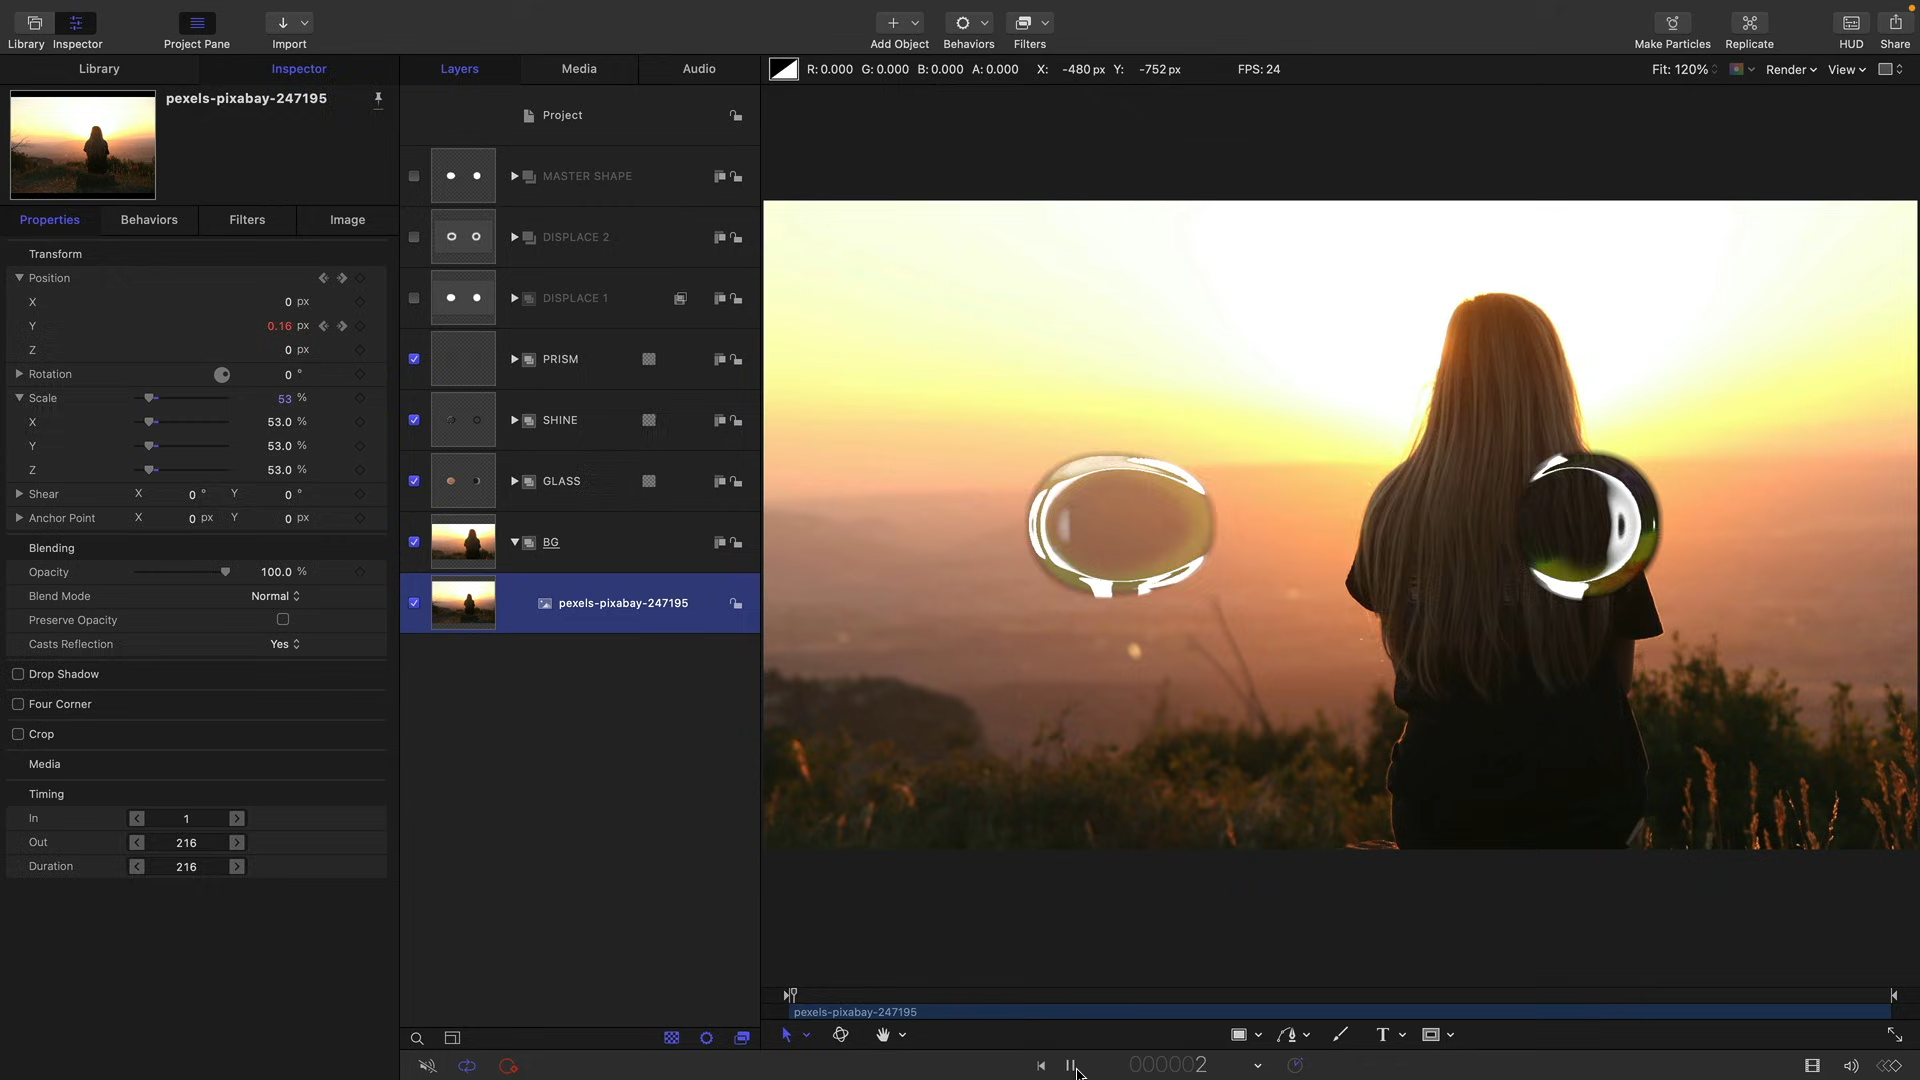 Library Inspector Project Pane Import Add Object Behaviors Filters Make Particles Replicate HUD Share
Library Inspector Layers Media Audio R: 0.000 G: 0.000 B: 0.000 A: 0.000 X: -480 px Y: -752 px FPS: 24 Fit: 120% Render View
pexels-pixabay-247195
Properties Behaviors Filters Image
Transform
Position
X 0 px
Y 0.16 px
Z 0 px
Rotation 0 °
Scale 53 %
X 53.0 %
Y 53.0 %
Z 53.0 %
Shear X 0 ° Y 0 °
Anchor Point X 0 px Y 0 px
Blending
Opacity 100.0 %
Blend Mode Normal
Preserve Opacity
Casts Reflection Yes
Drop Shadow
Four Corner
Crop
Media
Timing
In 1
Out 216
Duration 216
Project
MASTER SHAPE
DISPLACE 2
DISPLACE 1
PRISM
SHINE
GLASS
BG
pexels-pixabay-247195
pexels-pixabay-247195
T
000002